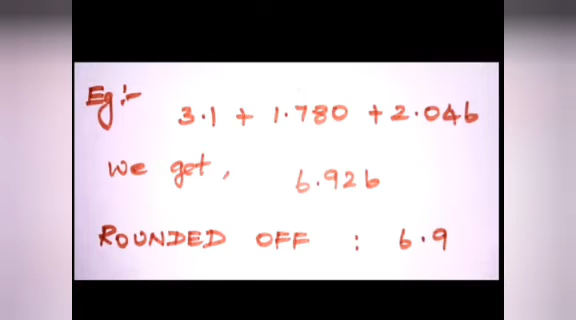 Eg:-
3.1 + 1.780 + 2.046
We get, 6.926
ROUNDED OFF : 6.9